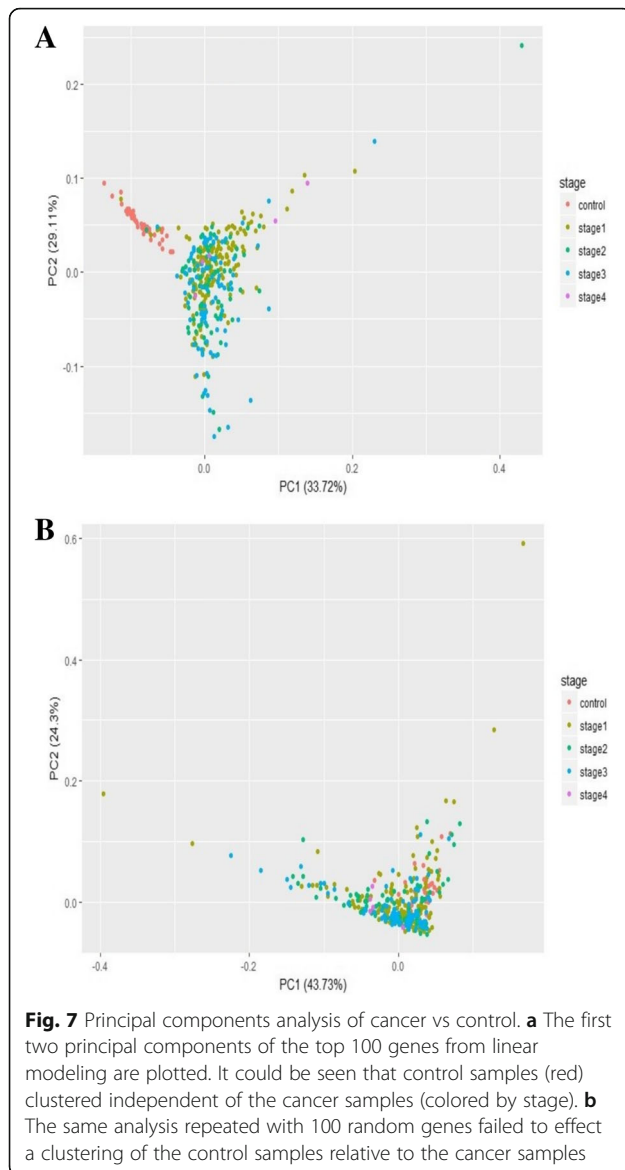 A
0.2
0.1
0.0
-0.1
PC2 (29.11%)
0.0
0.2
0.4
PC1 (33.72%)
stage
control
stage1
stage2
stage3
stage4
B
0.6
0.4
0.2
0.0
PC2 (24.3%)
-0.4
-0.2
0.0
PC1 (43.73%)
stage
control
stage1
stage2
stage3
stage4
Fig. 7 Principal components analysis of cancer vs control. a The first
two principal components of the top 100 genes from linear
modeling are plotted. It could be seen that control samples (red)
clustered independent of the cancer samples (colored by stage). b
The same analysis repeated with 100 random genes failed to effect
a clustering of the control samples relative to the cancer samples